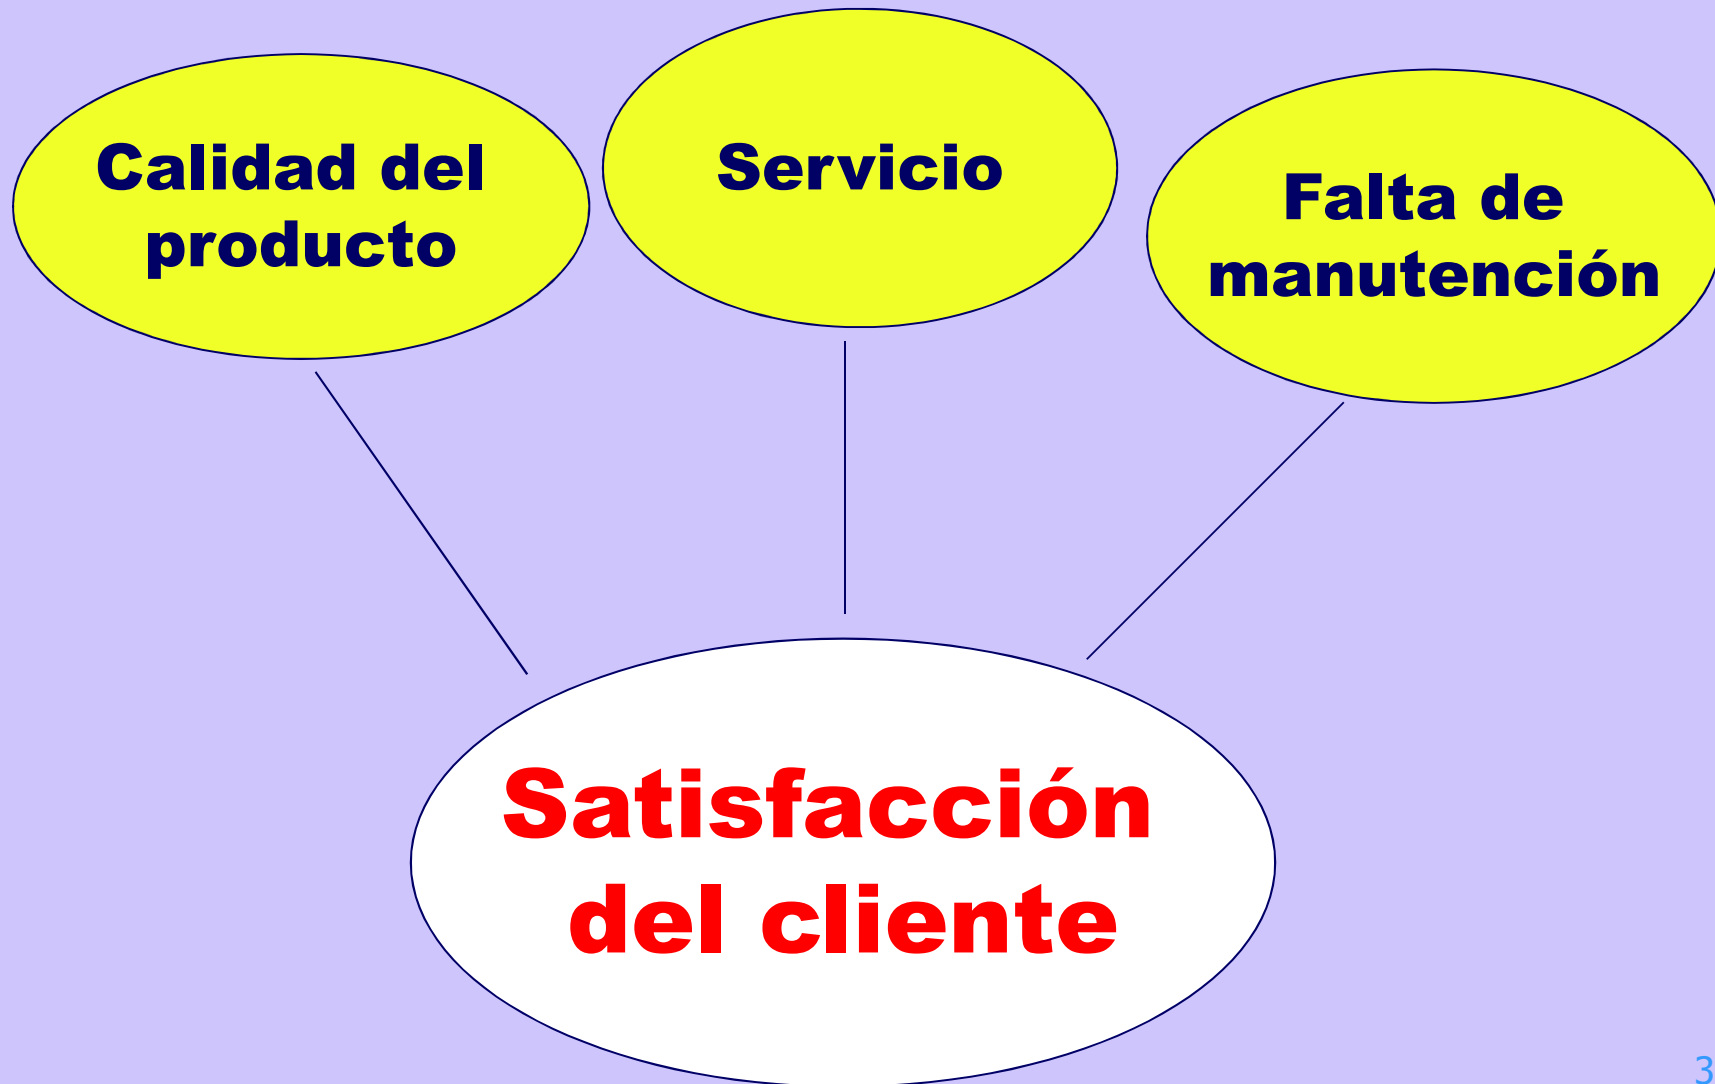 Calidad del
producto
Servicio
Falta de
manutención
Satisfacción
del cliente
3